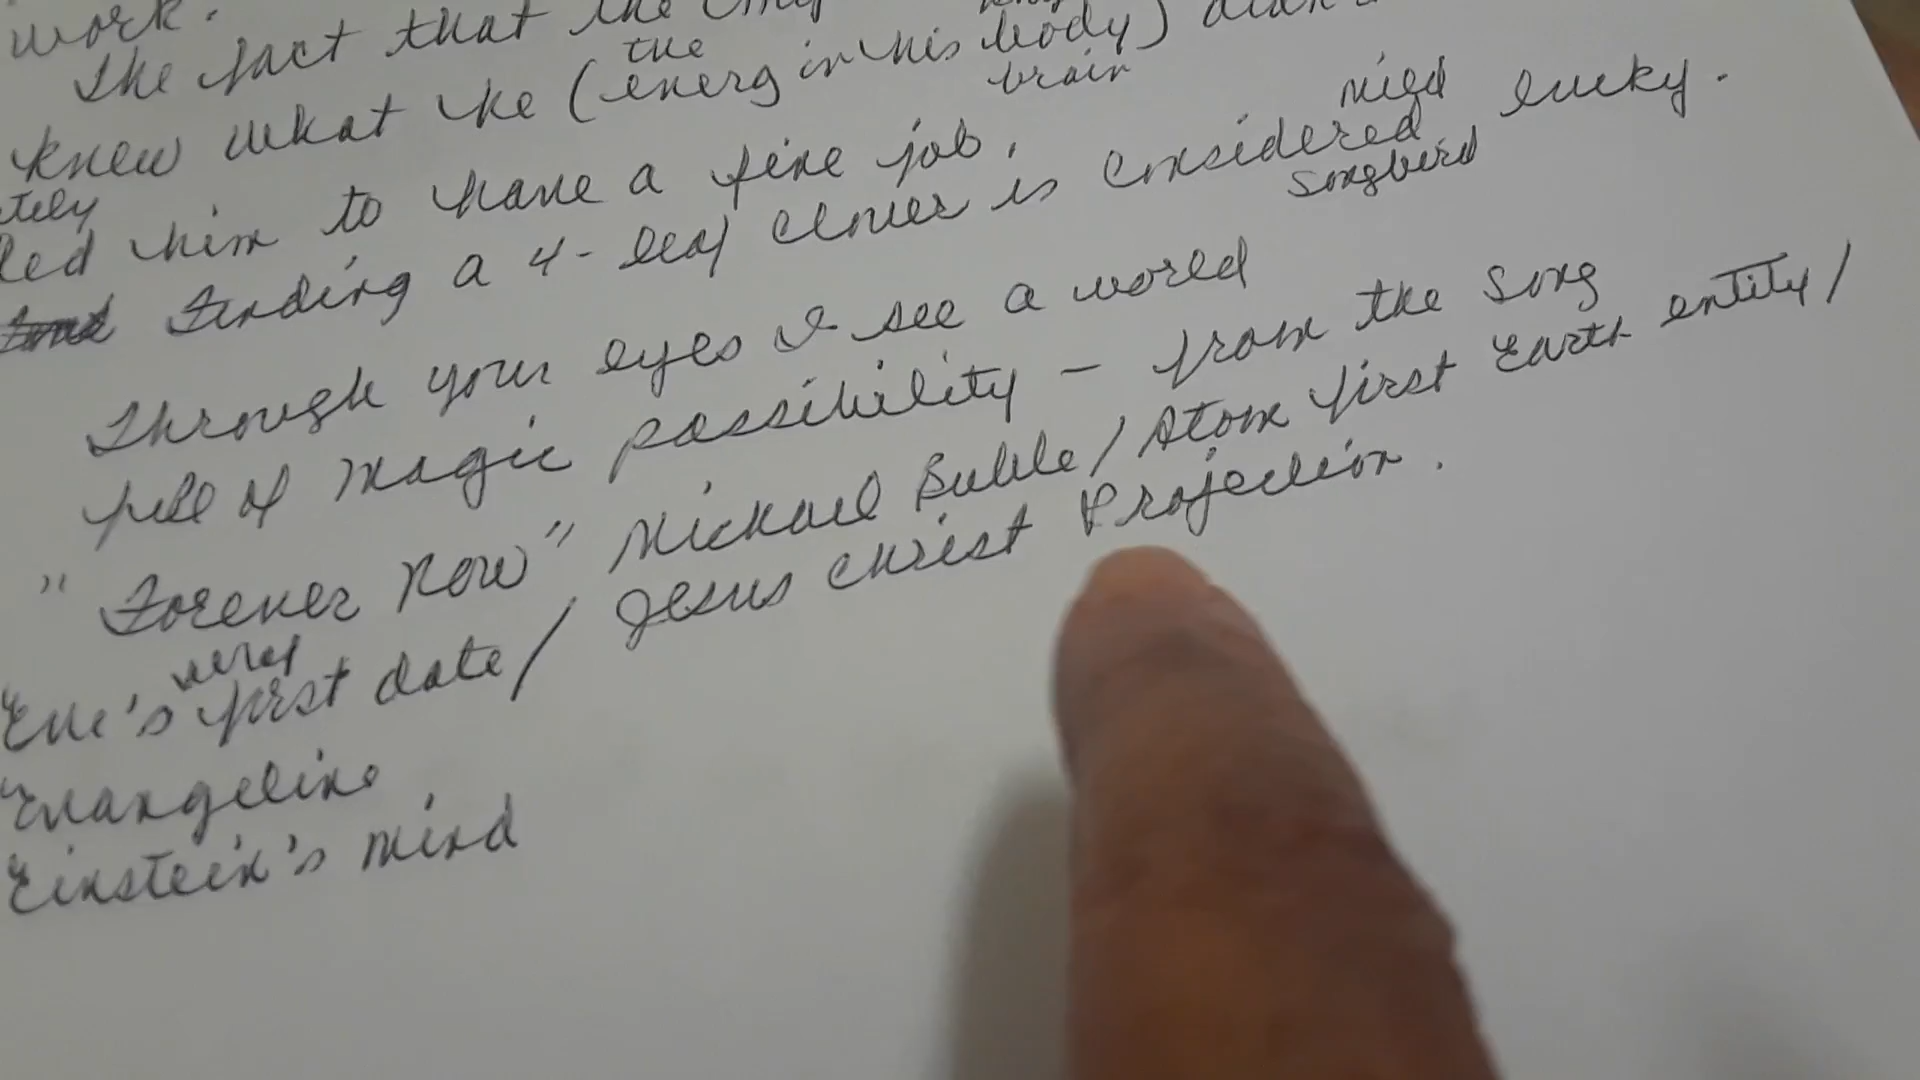 work.
The fact that the
the
knew what he (energ in his body) didn't
brain
tely
led him to have a fine job.
mild
Finding a 4-leaf clover is considered lucky.
songbird
Through your eyes I see a world
full of magic possibility - from the song
"Forever Now" Michael Buble/Atom first Earth entity/
very
Eve's first date/ Jesus Christ Projection.
Evangeline
Einstein's mind